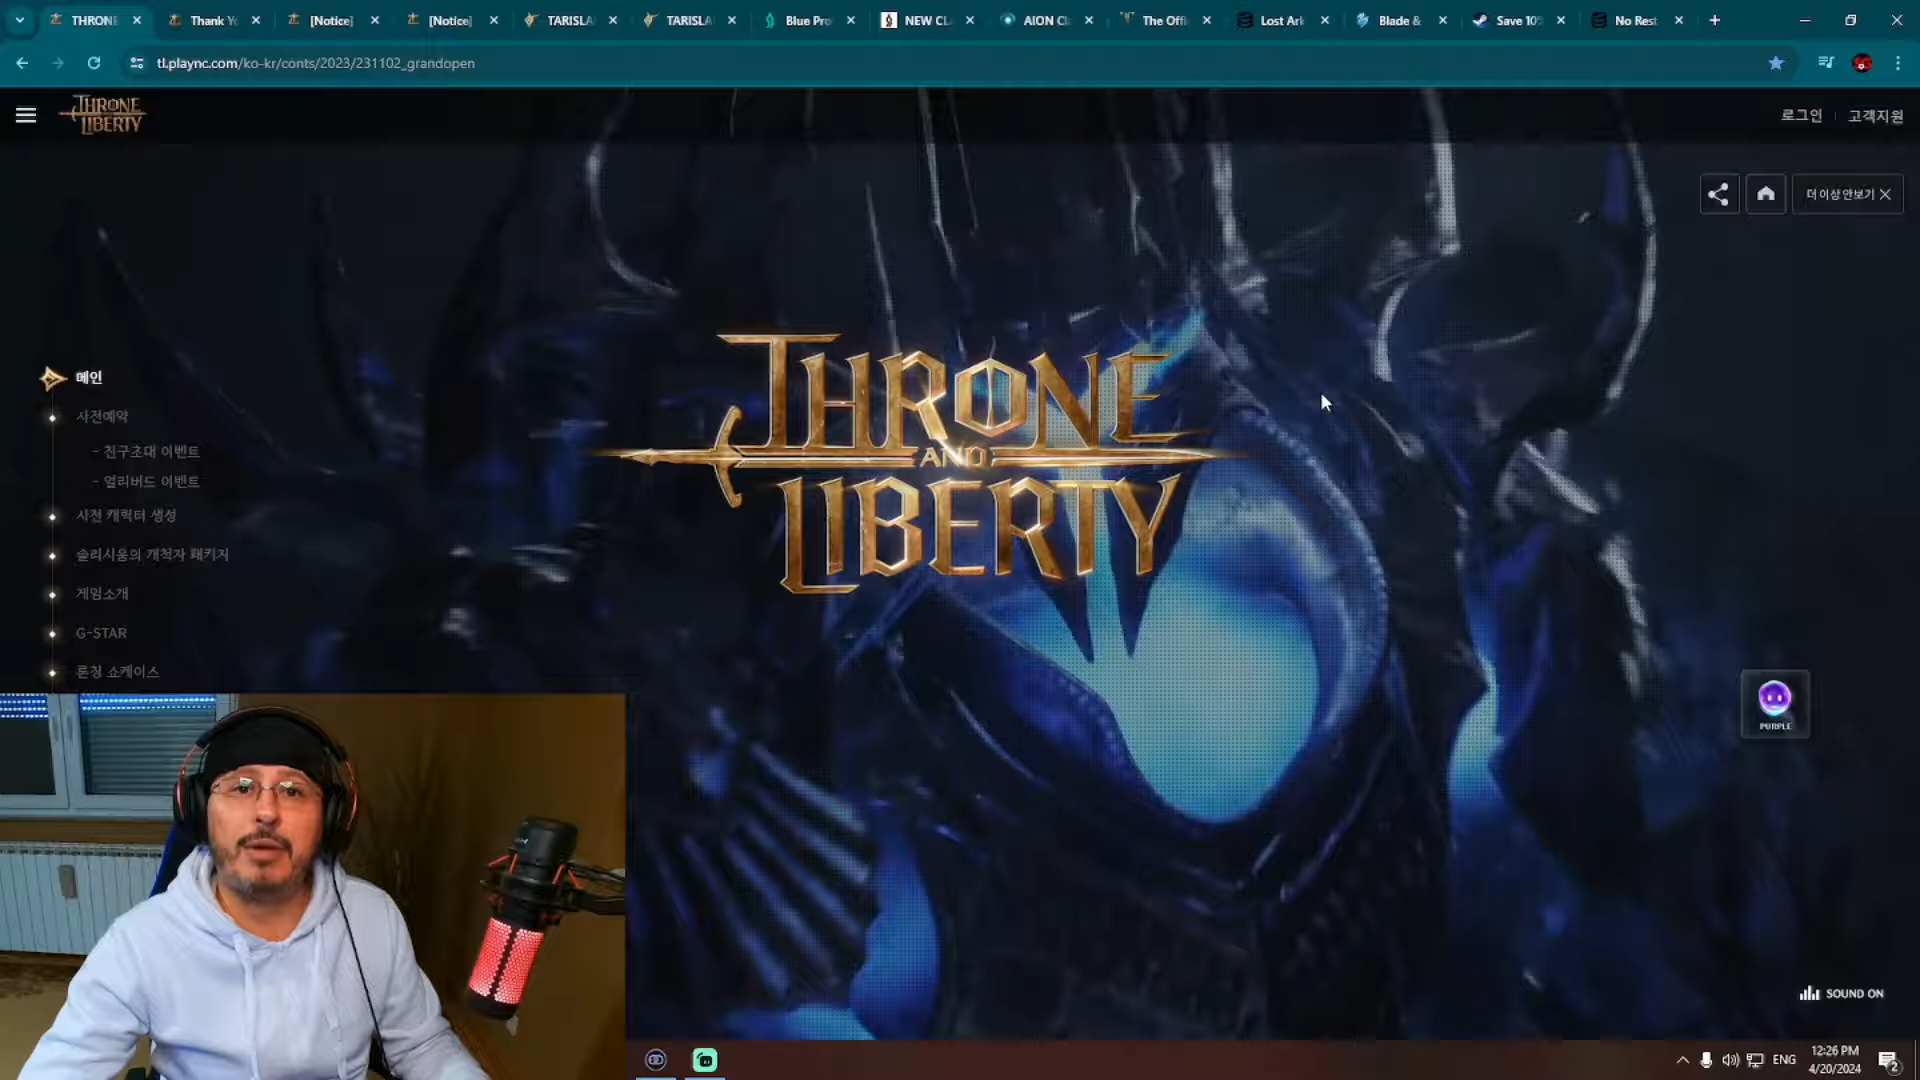 THRONE
Thank Y
[Notice]
[Notice]
TARISLA
TARISLA
Blue Pro
NEW CL
AION Cl
The Offi
Lost Ark
Blade &
Save 10
No Rest
tl.plaync.com/ko-kr/conts/2023/231102_grandopen
THRONE
LIBERTY
로그인
고객지원
더 이상 안보기
THRONE
AND
LIBERTY
메인
사전예약
- 친구초대 이벤트
- 얼리버드 이벤트
사전 캐릭터 생성
솔리시움의 개척자 패키지
게임소개
G-STAR
론칭 쇼케이스
PURPLE
SOUND ON
ENG
12:26 PM
4/20/2024
2